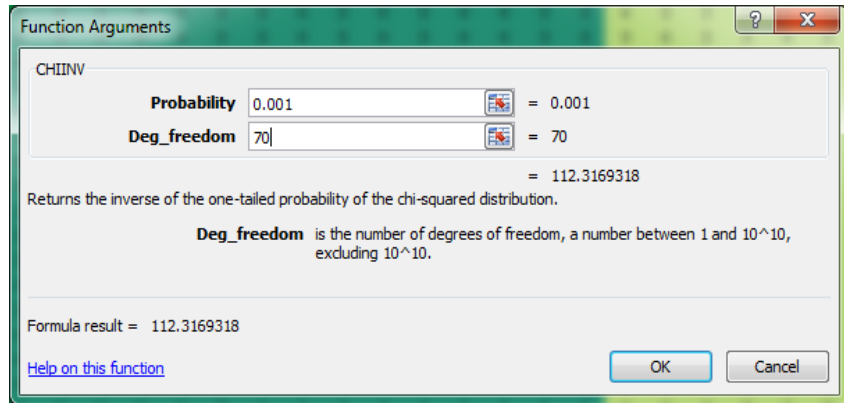 Function Arguments
CHIINV
Probability 0.001 = 0.001
Deg_freedom 70 = 70
= 112.3169318
Returns the inverse of the one-tailed probability of the chi-squared distribution.
Deg_freedom is the number of degrees of freedom, a number between 1 and 10^10,
excluding 10^10.
Formula result = 112.3169318
Help on this function OK Cancel